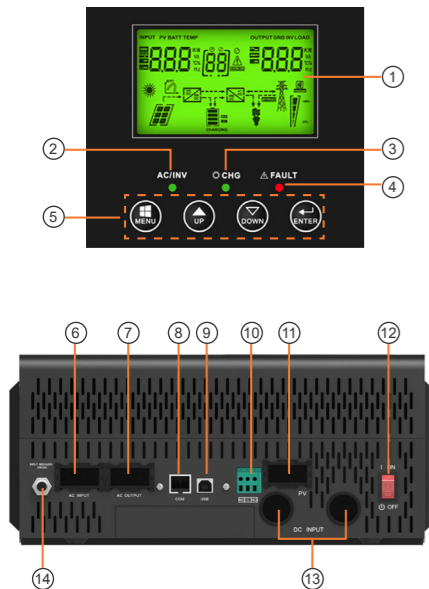 INPUT PV BATT TEMP OUTPUT GRID INV LOAD
CHARGING
1
2
3
AC/INV CHG FAULT
4
5
MENU UP DOWN ENTER
6 7 8 9 10 11 12
ON
AC INPUT AC OUTPUT COM USB PV
OFF
DC INPUT
14 13